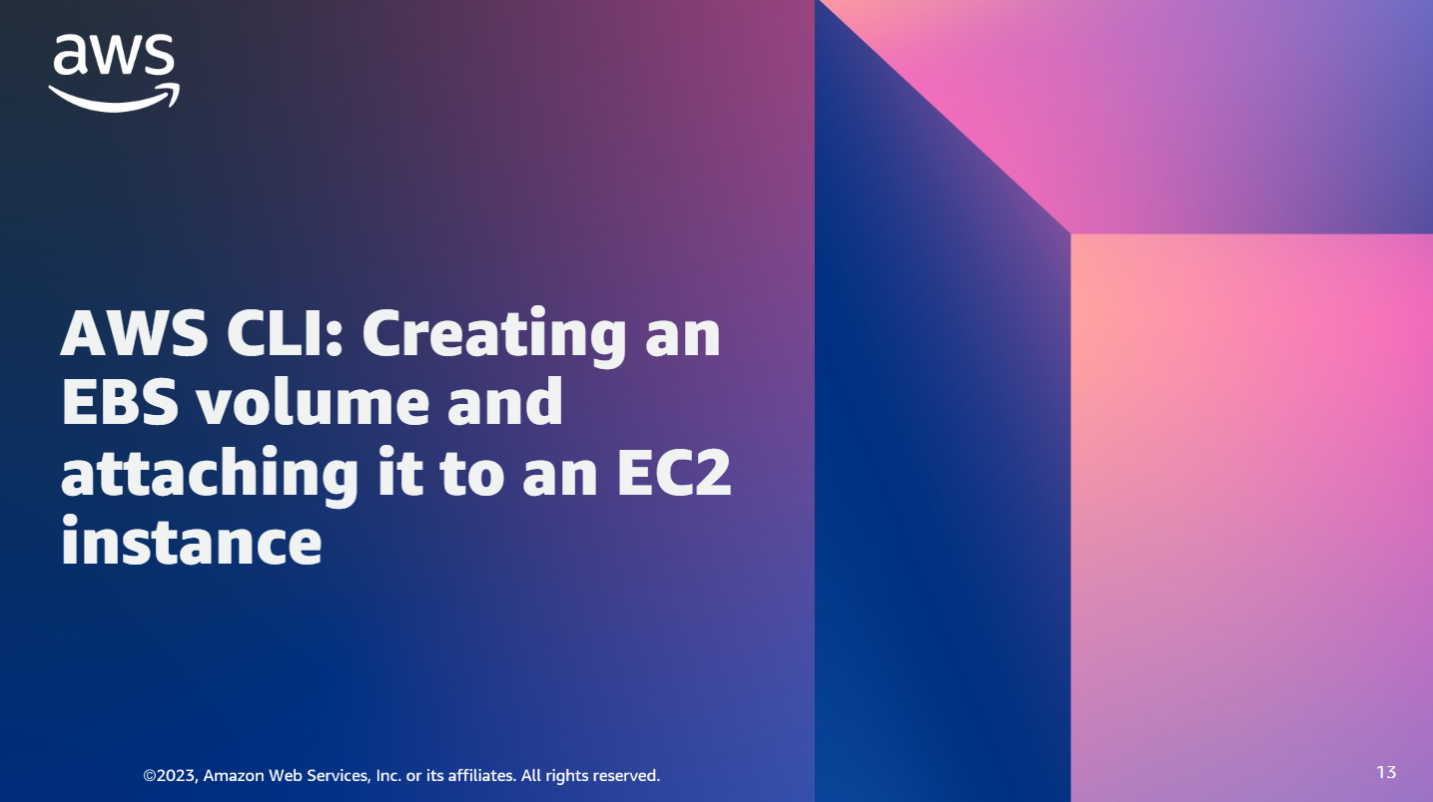 aws
AWS CLI: Creating an
EBS volume and
attaching it to an EC2
instance
©2023, Amazon Web Services, Inc. or its affiliates. All rights reserved.
13